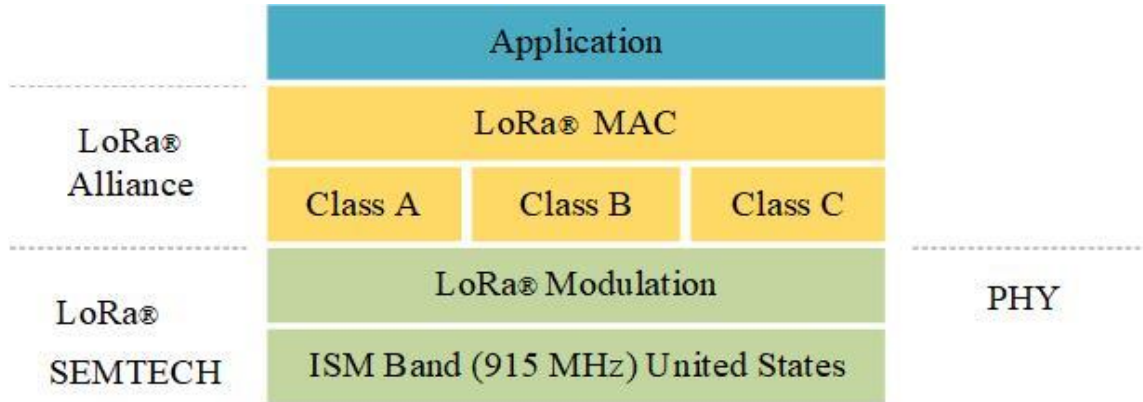 Application
LoRa® MAC
LoRa®
Alliance
Class A
Class B
Class C
LoRa® Modulation
LoRa®
SEMTECH
PHY
ISM Band (915 MHz) United States